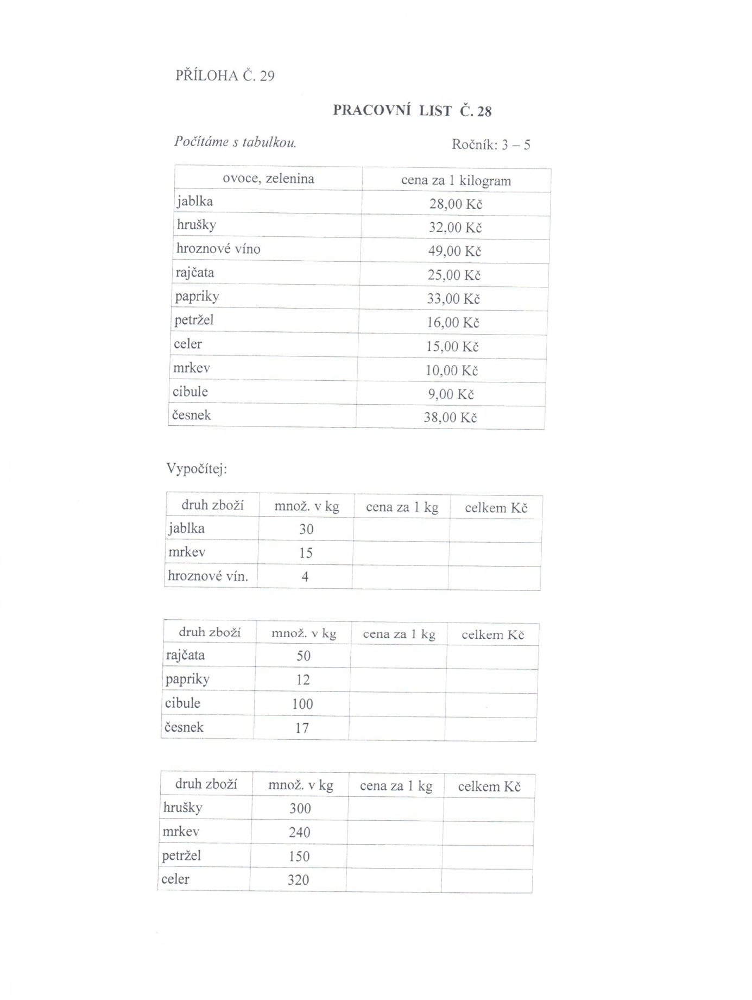 PŘÍLOHA Č. 29
PRACOVNÍ LIST Č. 28
Počítáme s tabulkou. Ročník: 3 – 5
ovoce, zelenina cena za 1 kilogram
jablka 28,00 Kč
hrušky 32,00 Kč
hroznové víno 49,00 Kč
rajčata 25,00 Kč
papriky 33,00 Kč
petržel 16,00 Kč
celer 15,00 Kč
mrkev 10,00 Kč
cibule 9,00 Kč
česnek 38,00 Kč
Vypočítej:
druh zboží množ. v kg cena za 1 kg celkem Kč
jablka 30
mrkev 15
hroznové vín. 4
druh zboží množ. v kg cena za 1 kg celkem Kč
rajčata 50
papriky 12
cibule 100
česnek 17
druh zboží množ. v kg cena za 1 kg celkem Kč
hrušky 300
mrkev 240
petržel 150
celer 320